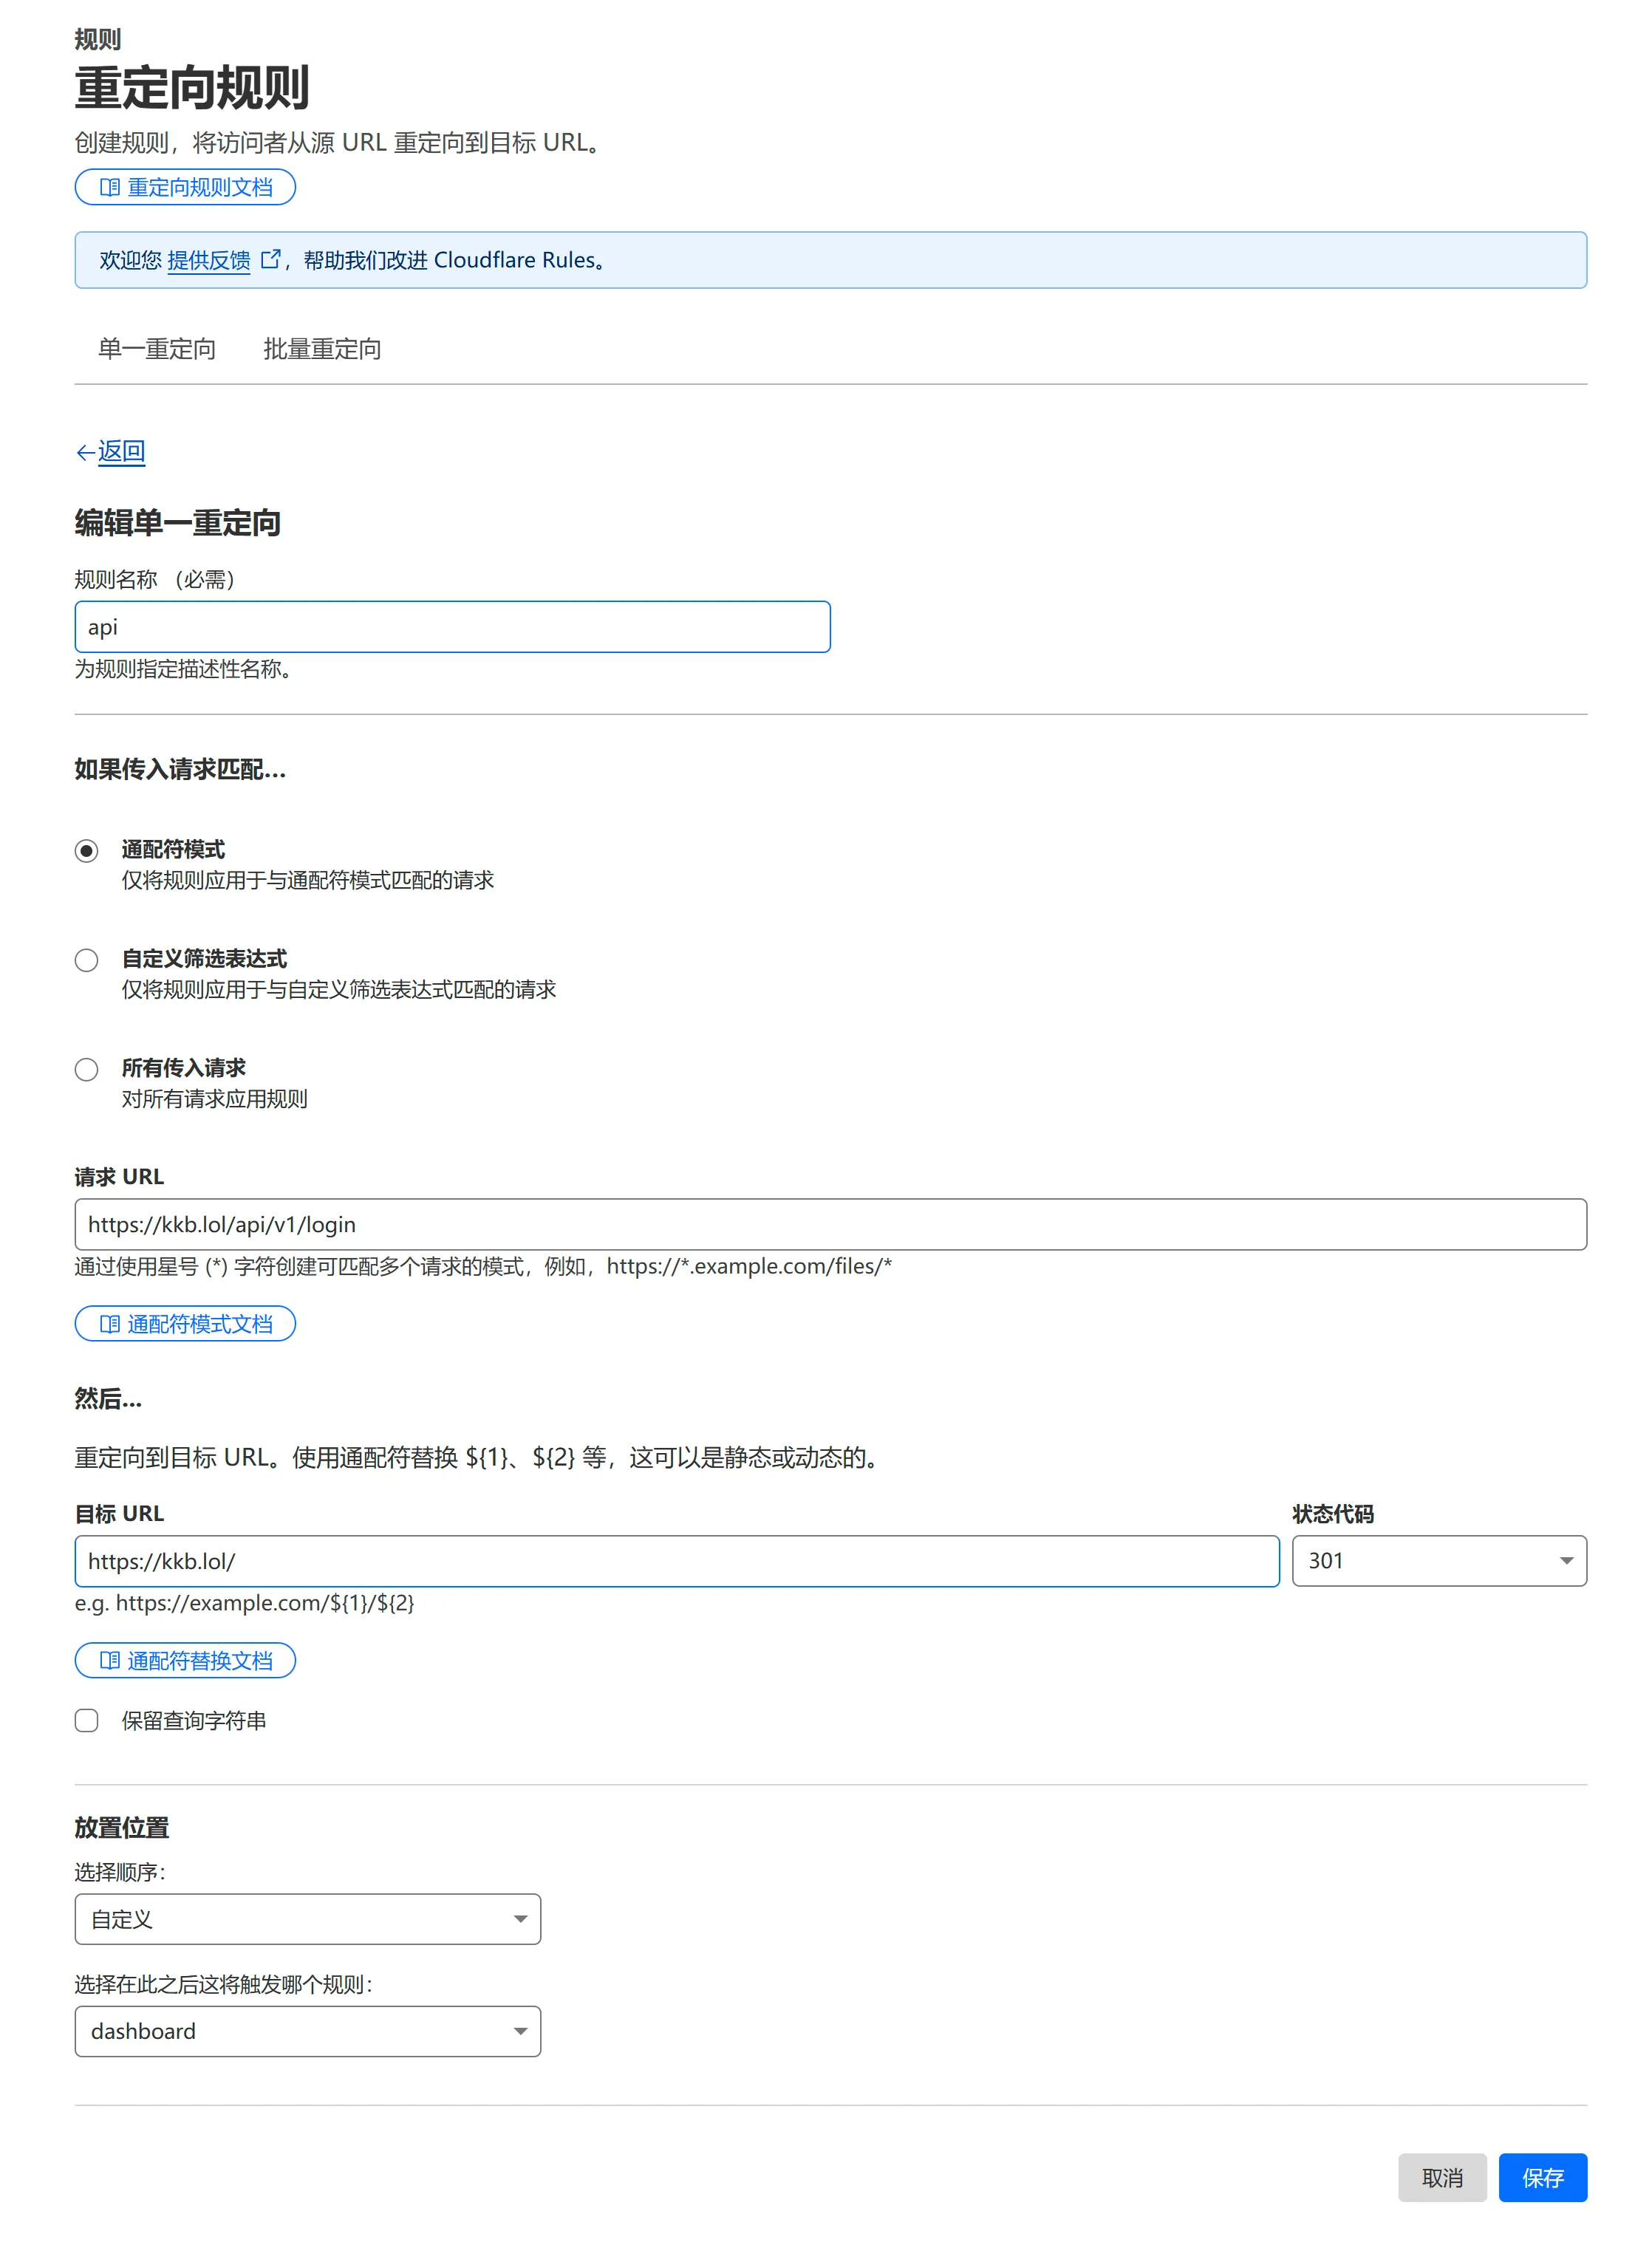 规则
重定向规则
创建规则，将访问者从源 URL 重定向到目标 URL。
重定向规则文档
欢迎您 提供反馈 ，帮助我们改进 Cloudflare Rules。
单一重定向 批量重定向
←返回
编辑单一重定向
规则名称 （必需）
api
为规则指定描述性名称。
如果传入请求匹配...
通配符模式
仅将规则应用于与通配符模式匹配的请求
自定义筛选表达式
仅将规则应用于与自定义筛选表达式匹配的请求
所有传入请求
对所有请求应用规则
请求 URL
https://kkb.lol/api/v1/login
通过使用星号 (*) 字符创建可匹配多个请求的模式，例如，https://*.example.com/files/*
通配符模式文档
然后...
重定向到目标 URL。使用通配符替换 ${1}、${2} 等，这可以是静态或动态的。
目标 URL 状态代码
https://kkb.lol/ 301
e.g. https://example.com/${1}/${2}
通配符替换文档
保留查询字符串
放置位置
选择顺序：
自定义
选择在此之后这将触发哪个规则：
dashboard
取消 保存